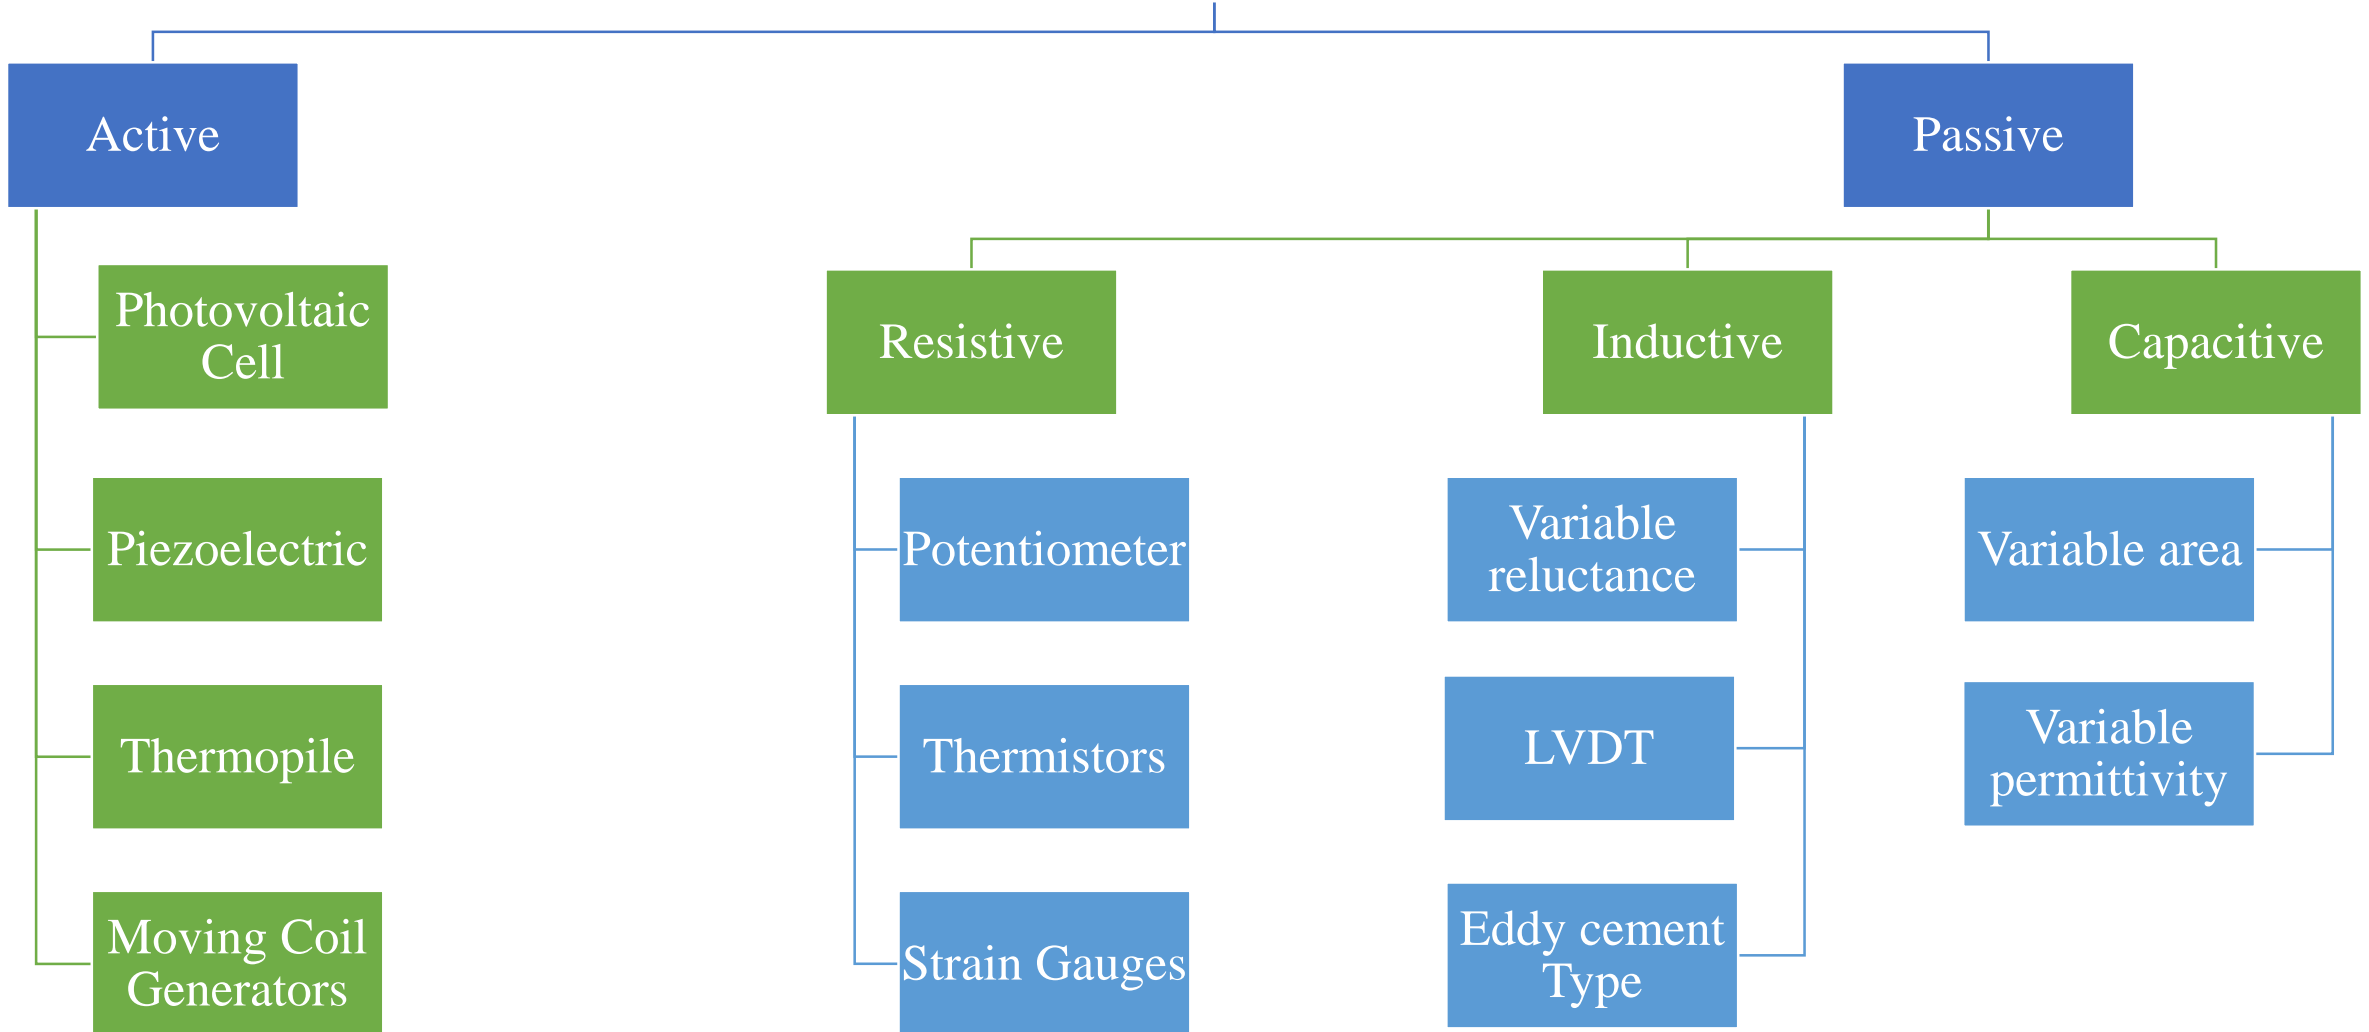 Active
Passive
Photovoltaic
Cell
Resistive
Inductive
Capacitive
Piezoelectric
Potentiometer
Variable
reluctance
Variable area
Thermopile
Thermistors
LVDT
Variable
permittivity
Moving Coil
Generators
Strain Gauges
Eddy cement
Type